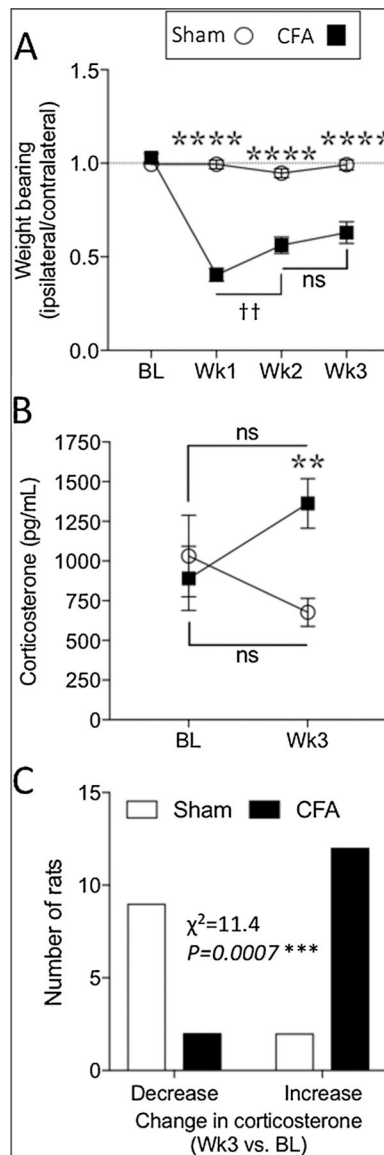 Sham CFA
A
Weight bearing
(ipsilateral/contralateral)
1.5
1.0
0.5
0.0
**** **** ****
††
ns
BL Wk1 Wk2 Wk3
B
Corticosterone (pg/mL)
1750
1500
1250
1000
750
500
250
0
ns
**
ns
BL Wk3
C
Number of rats
15
10
5
0
Sham CFA
χ²=11.4
P=0.0007 ***
Decrease Increase
Change in corticosterone
(Wk3 vs. BL)